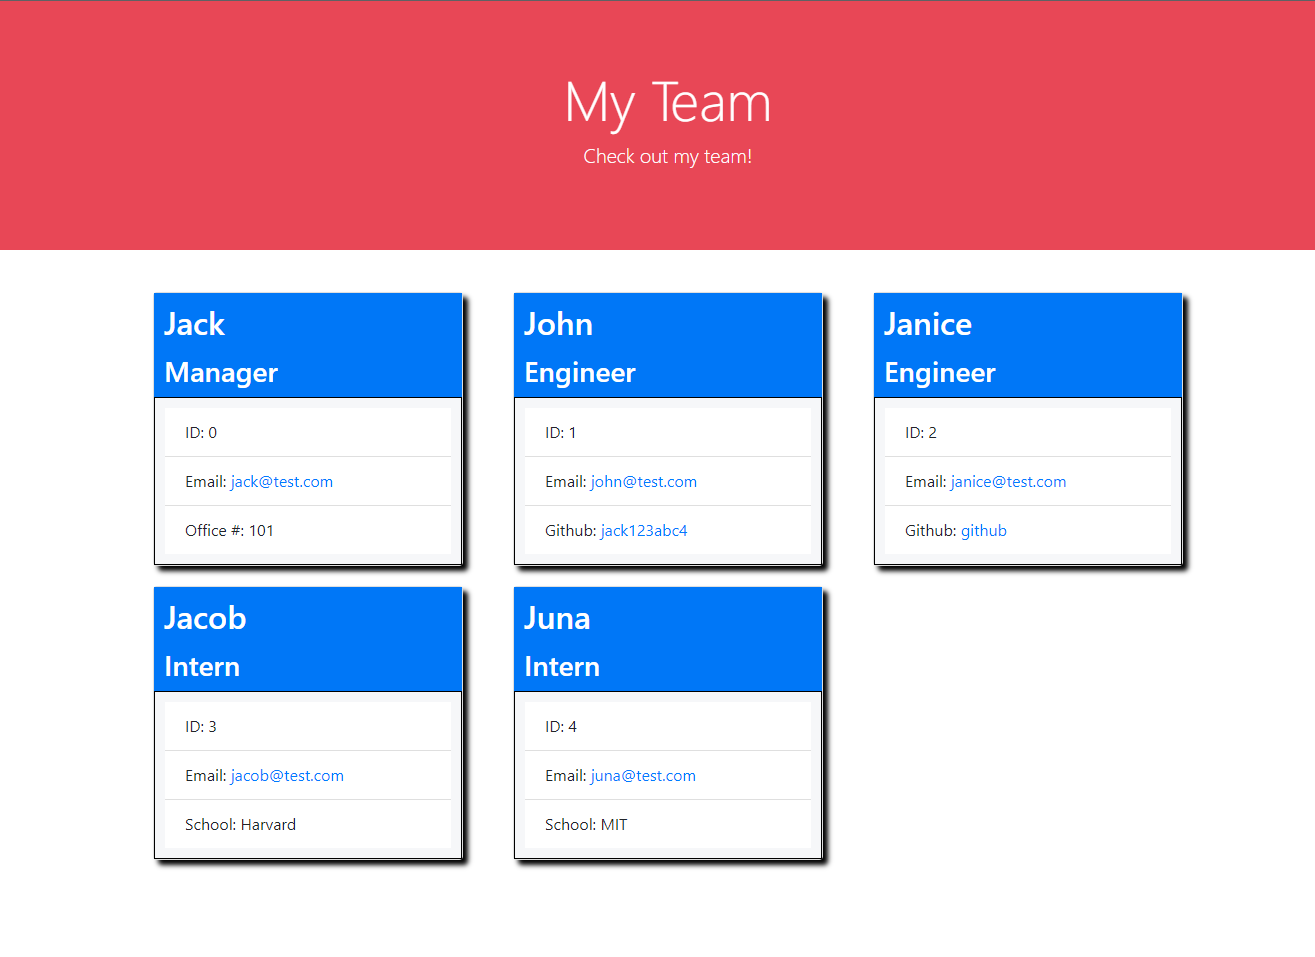 My Team
Check out my team!
Jack
Manager
ID: 0
Email: jack@test.com
Office #: 101
John
Engineer
ID: 1
Email: john@test.com
Github: jack123abc4
Janice
Engineer
ID: 2
Email: janice@test.com
Github: github
Jacob
Intern
ID: 3
Email: jacob@test.com
School: Harvard
Juna
Intern
ID: 4
Email: juna@test.com
School: MIT